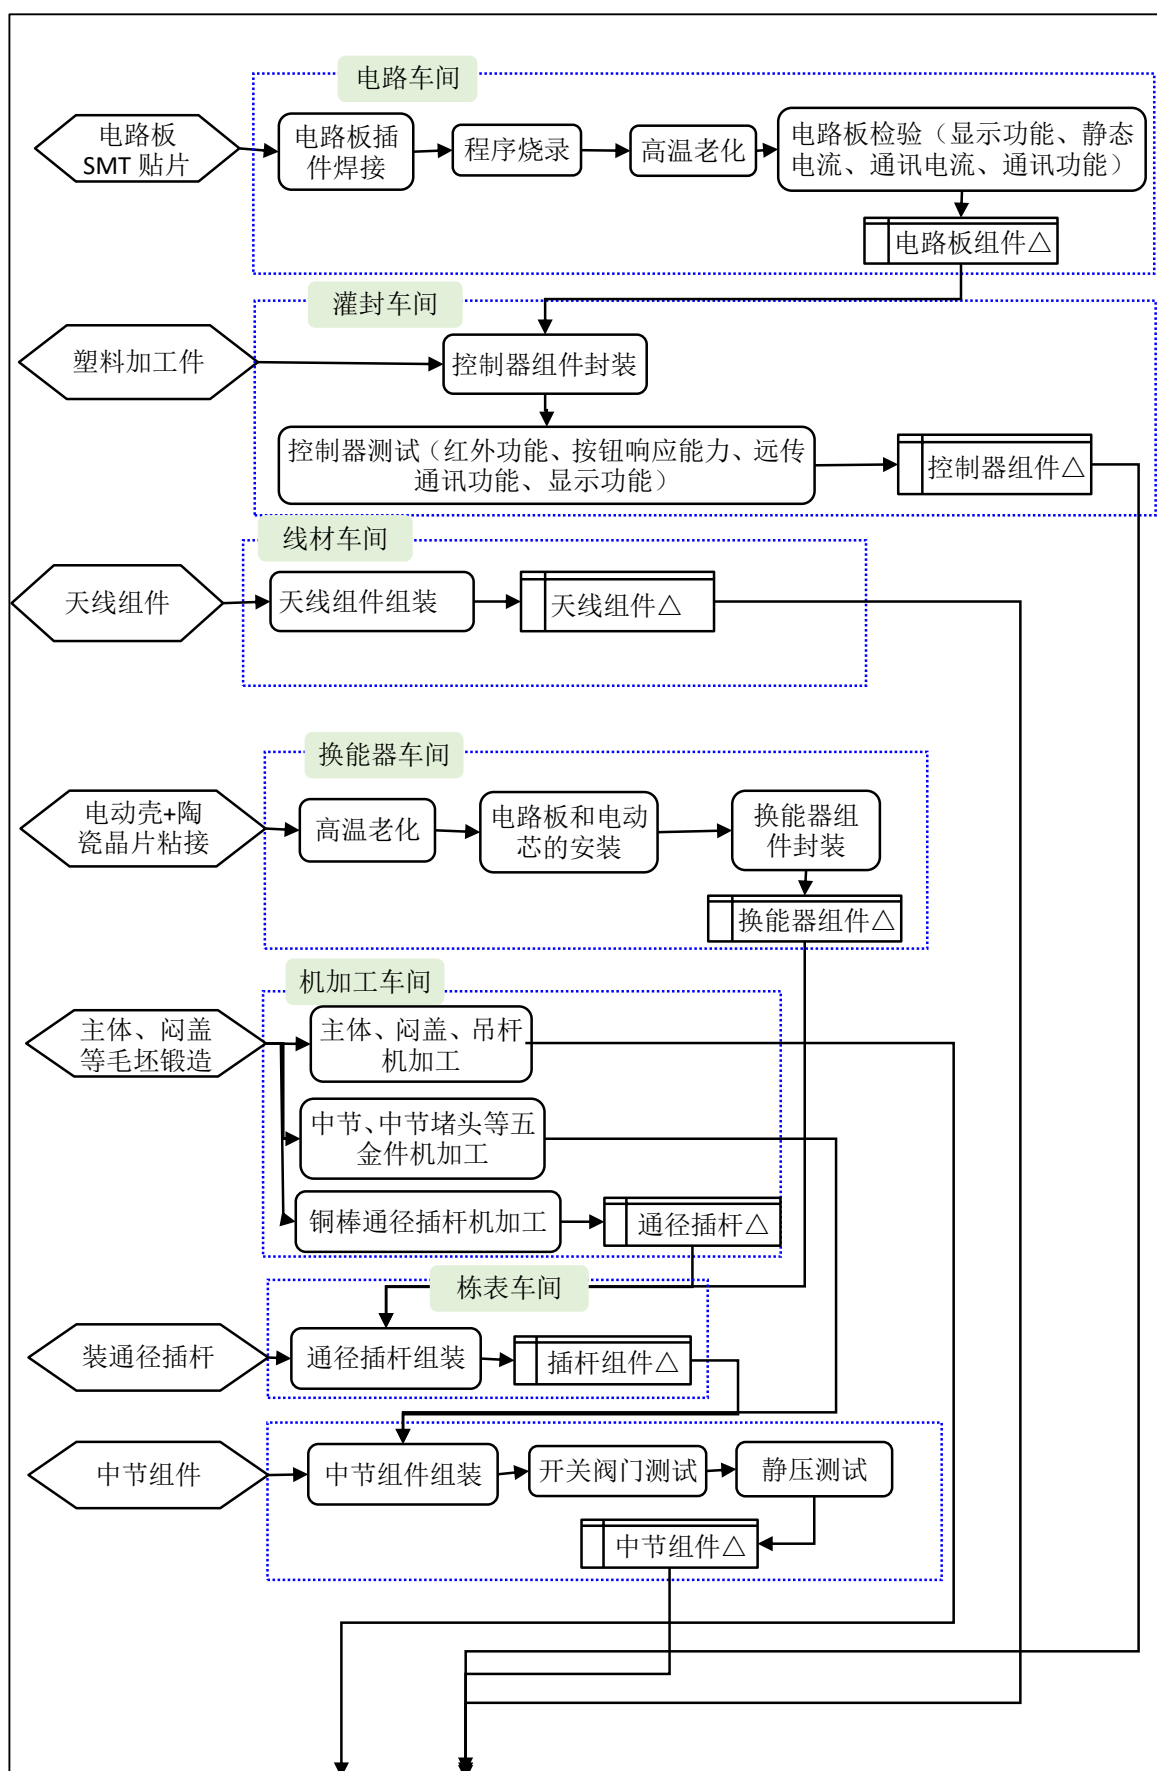 电路车间
电路板
SMT 贴片
电路板插
件焊接
程序烧录
高温老化
电路板检验（显示功能、静态
电流、通讯电流、通讯功能）
电路板组件△
灌封车间
塑料加工件
控制器组件封装
控制器测试（红外功能、按钮响应能力、远传
通讯功能、显示功能）
控制器组件△
线材车间
天线组件
天线组件组装
天线组件△
换能器车间
电动壳+陶
瓷晶片粘接
高温老化
电路板和电动
芯的安装
换能器组
件封装
换能器组件△
机加工车间
主体、闷盖
等毛坯锻造
主体、闷盖、吊杆
机加工
中节、中节堵头等五
金件机加工
铜棒通径插杆机加工
通径插杆△
栋表车间
装通径插杆
通径插杆组装
插杆组件△
中节组件
中节组件组装
开关阀门测试
静压测试
中节组件△